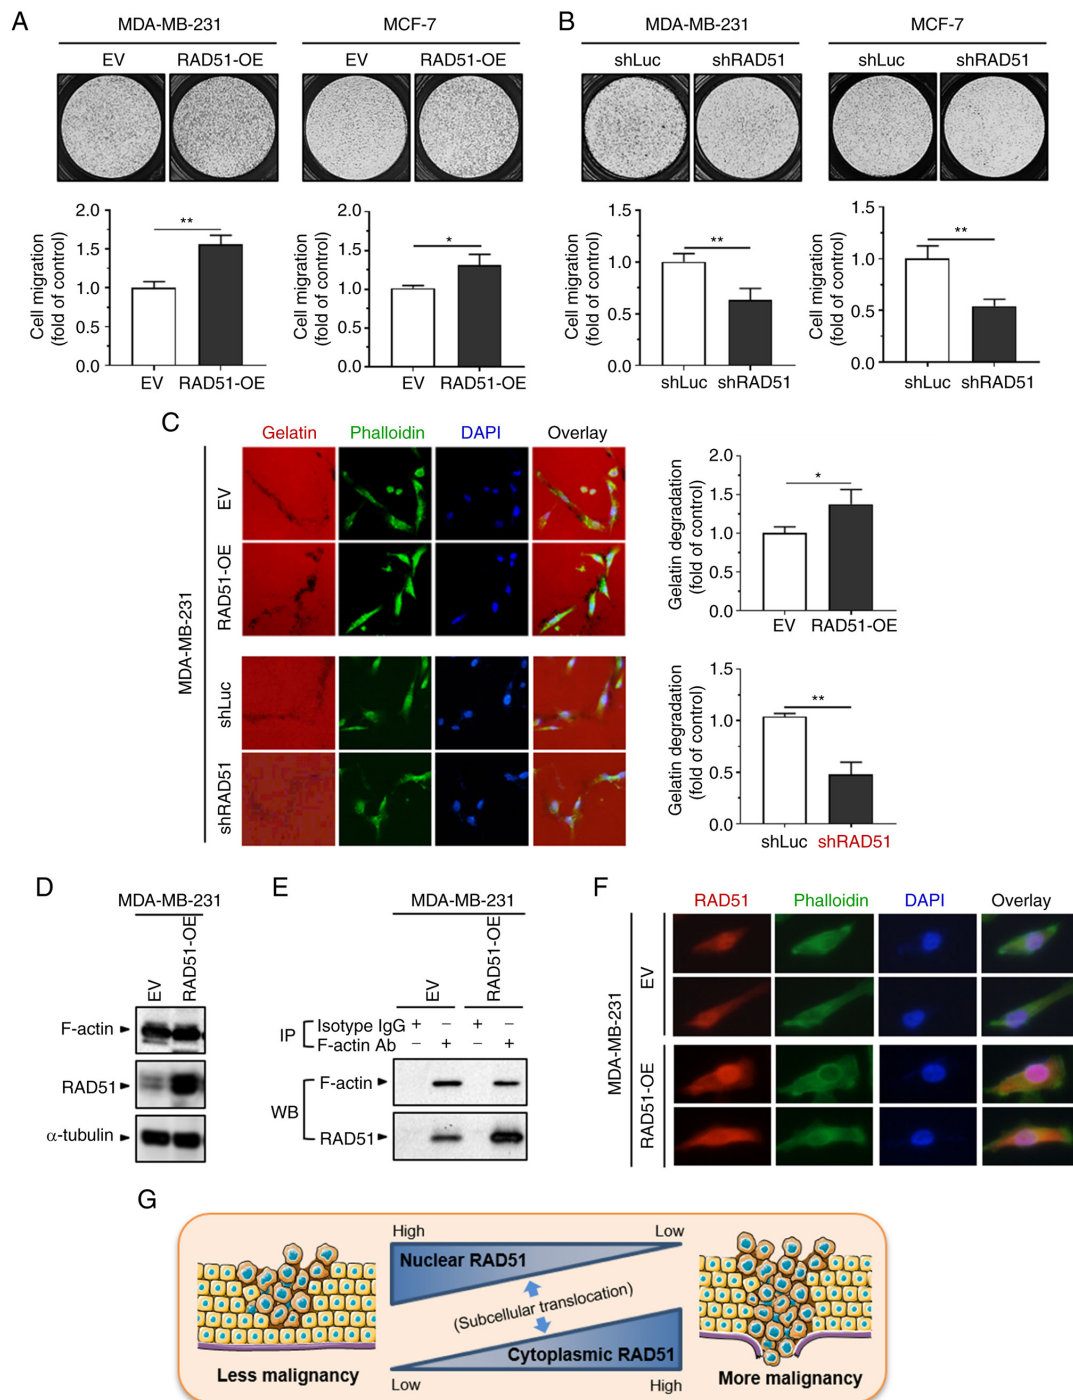 A
MDA-MB-231
MCF-7
EV
RAD51-OE
EV
RAD51-OE
Cell migration
(fold of control)
2.0
1.5
1.0
0.5
0.0
**
EV
RAD51-OE
Cell migration
(fold of control)
2.0
1.5
1.0
0.5
0.0
*
EV
RAD51-OE
B
MDA-MB-231
MCF-7
shLuc
shRAD51
shLuc
shRAD51
Cell migration
(fold of control)
1.5
1.0
0.5
0.0
**
shLuc
shRAD51
Cell migration
(fold of control)
1.5
1.0
0.5
0.0
**
shLuc
shRAD51
C
Gelatin
Phalloidin
DAPI
Overlay
MDA-MB-231
EV
RAD51-OE
shLuc
shRAD51
Gelatin degradation
(fold of control)
2.0
1.5
1.0
0.5
0.0
*
EV
RAD51-OE
Gelatin degradation
(fold of control)
1.5
1.0
0.5
0.0
**
shLuc
shRAD51
D
MDA-MB-231
EV
RAD51-OE
F-actin
RAD51
α-tubulin
E
MDA-MB-231
EV
RAD51-OE
IP
Isotype IgG + – + –
F-actin Ab – + – +
WB
F-actin
RAD51
F
RAD51
Phalloidin
DAPI
Overlay
MDA-MB-231
EV
RAD51-OE
G
High
Low
Nuclear RAD51
(Subcellular translocation)
Cytoplasmic RAD51
Low
High
Less malignancy
More malignancy